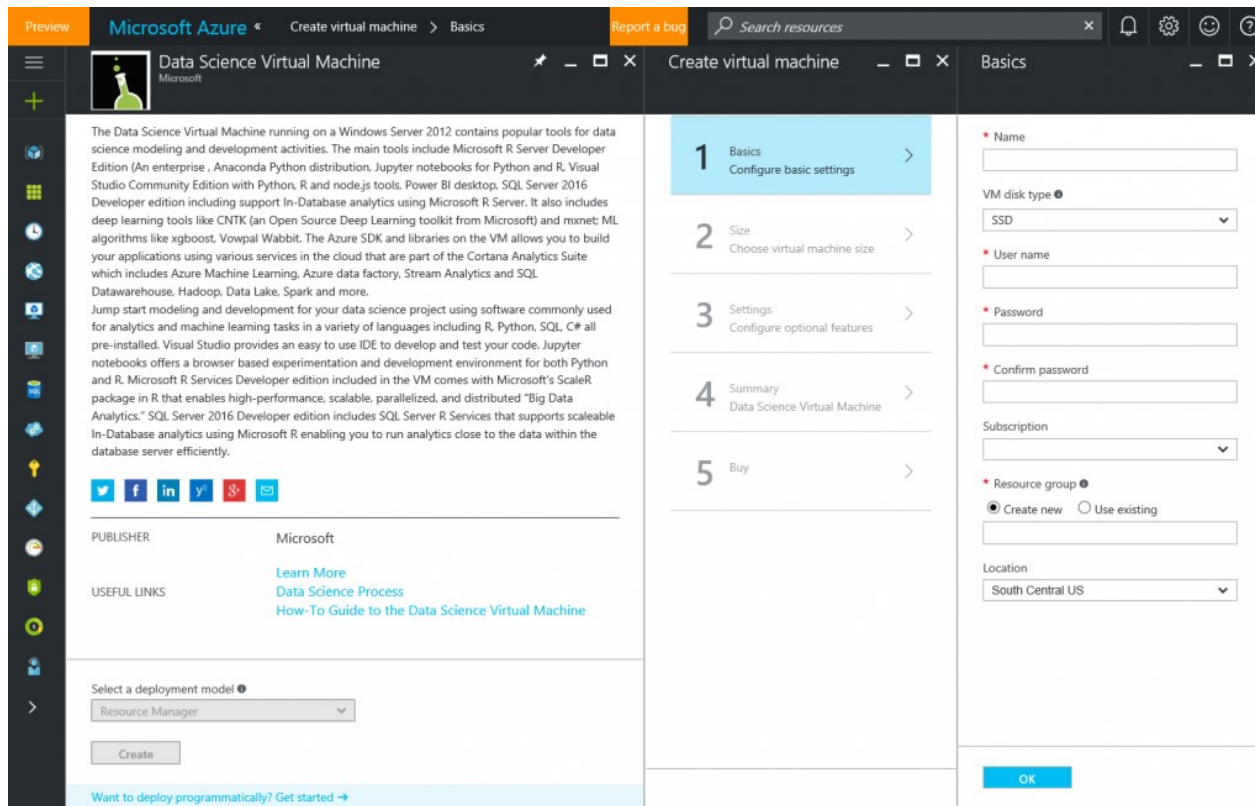 Preview
Microsoft Azure «
Create virtual machine > Basics
Report a bug
Search resources
Data Science Virtual Machine
Microsoft
The Data Science Virtual Machine running on a Windows Server 2012 contains popular tools for data
science modeling and development activities. The main tools include Microsoft R Server Developer
Edition (An enterprise , Anaconda Python distribution, Jupyter notebooks for Python and R, Visual
Studio Community Edition with Python, R and node.js tools, Power BI desktop, SQL Server 2016
Developer edition including support In-Database analytics using Microsoft R Server. It also includes
deep learning tools like CNTK (an Open Source Deep Learning toolkit from Microsoft) and mxnet; ML
algorithms like xgboost, Vowpal Wabbit. The Azure SDK and libraries on the VM allows you to build
your applications using various services in the cloud that are part of the Cortana Analytics Suite
which includes Azure Machine Learning, Azure data factory, Stream Analytics and SQL
Datawarehouse, Hadoop, Data Lake, Spark and more.
Jump start modeling and development for your data science project using software commonly used
for analytics and machine learning tasks in a variety of languages including R, Python, SQL, C# all
pre-installed. Visual Studio provides an easy to use IDE to develop and test your code. Jupyter
notebooks offers a browser based experimentation and development environment for both Python
and R. Microsoft R Services Developer edition included in the VM comes with Microsoft's ScaleR
package in R that enables high-performance, scalable, parallelized, and distributed "Big Data
Analytics." SQL Server 2016 Developer edition includes SQL Server R Services that supports scaleable
In-Database analytics using Microsoft R enabling you to run analytics close to the data within the
database server efficiently.
PUBLISHER
Microsoft
USEFUL LINKS
Learn More
Data Science Process
How-To Guide to the Data Science Virtual Machine
Select a deployment model
Resource Manager
Create
Want to deploy programmatically? Get started →
Create virtual machine
1
Basics
Configure basic settings
2
Size
Choose virtual machine size
3
Settings
Configure optional features
4
Summary
Data Science Virtual Machine
5
Buy
Basics
* Name
VM disk type
SSD
* User name
* Password
* Confirm password
Subscription
* Resource group
Create new
Use existing
Location
South Central US
OK